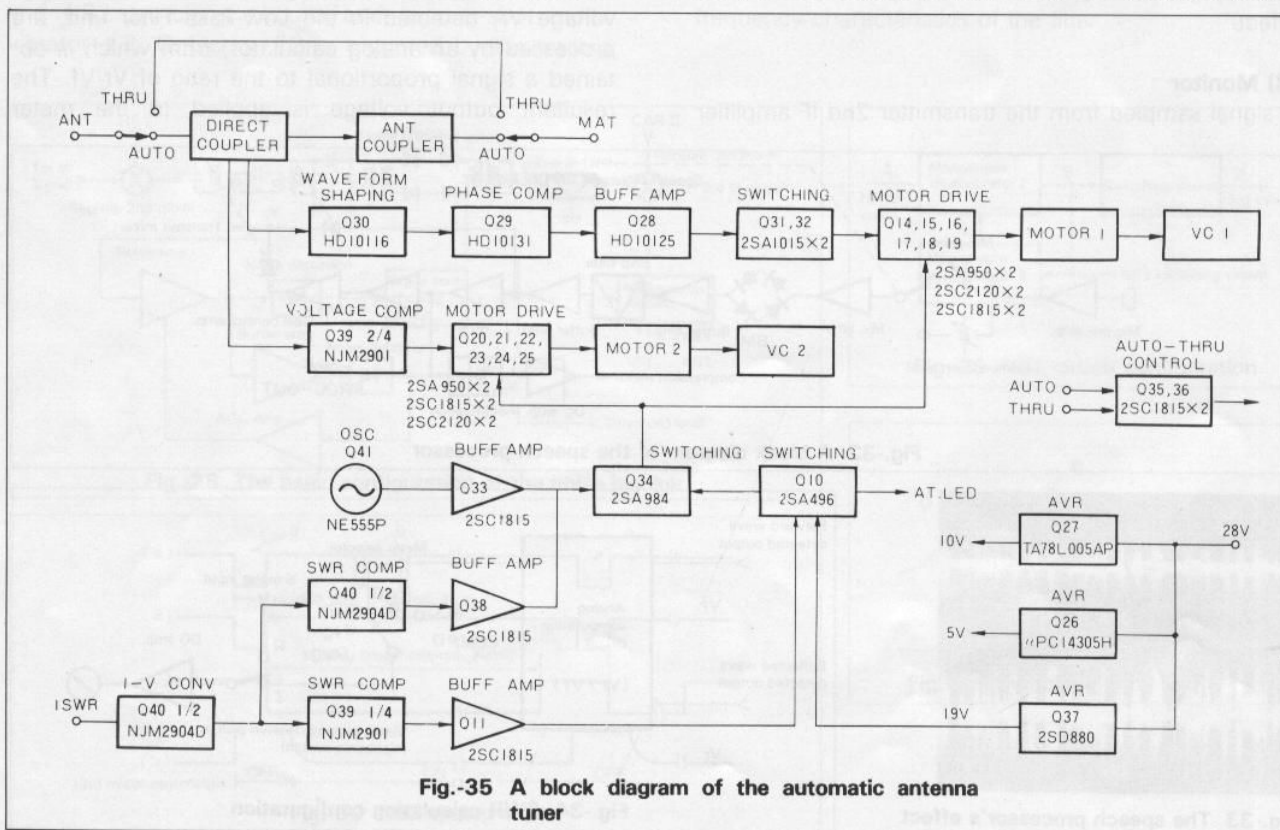 THRU
ANT
AUTO
DIRECT
COUPLER
ANT
COUPLER
THRU
AUTO
MAT
WAVE FORM
SHAPING
Q30
HD10116
PHASE COMP
Q29
HD10131
BUFF AMP
Q28
HD10125
SWITCHING
Q31,32
2SA1015×2
MOTOR DRIVE
Q14,15,16,
17,18,19
2SA950×2
2SC2120×2
2SC1815×2
MOTOR 1
VC 1
VOLTAGE COMP
Q39 2/4
NJM2901
MOTOR DRIVE
Q20,21,22,
23,24,25
2SA950×2
2SC1815×2
2SC2120×2
MOTOR 2
VC 2
AUTO-THRU
CONTROL
AUTO
THRU
Q35,36
2SC1815×2
OSC
Q41
NE555P
BUFF AMP
Q33
2SC1815
SWITCHING
Q34
2SA984
SWITCHING
Q10
2SA496
AT.LED
AVR
Q27
TA78L005AP
10V
28V
SWR COMP
Q40 1/2
NJM2904D
BUFF AMP
Q38
2SC1815
AVR
Q26
μPC14305H
5V
I-V CONV
ISWR
Q40 1/2
NJM2904D
SWR COMP
Q39 1/4
NJM2901
BUFF AMP
Q11
2SC1815
AVR
19V
Q37
2SD880
Fig.-35 A block diagram of the automatic antenna
tuner